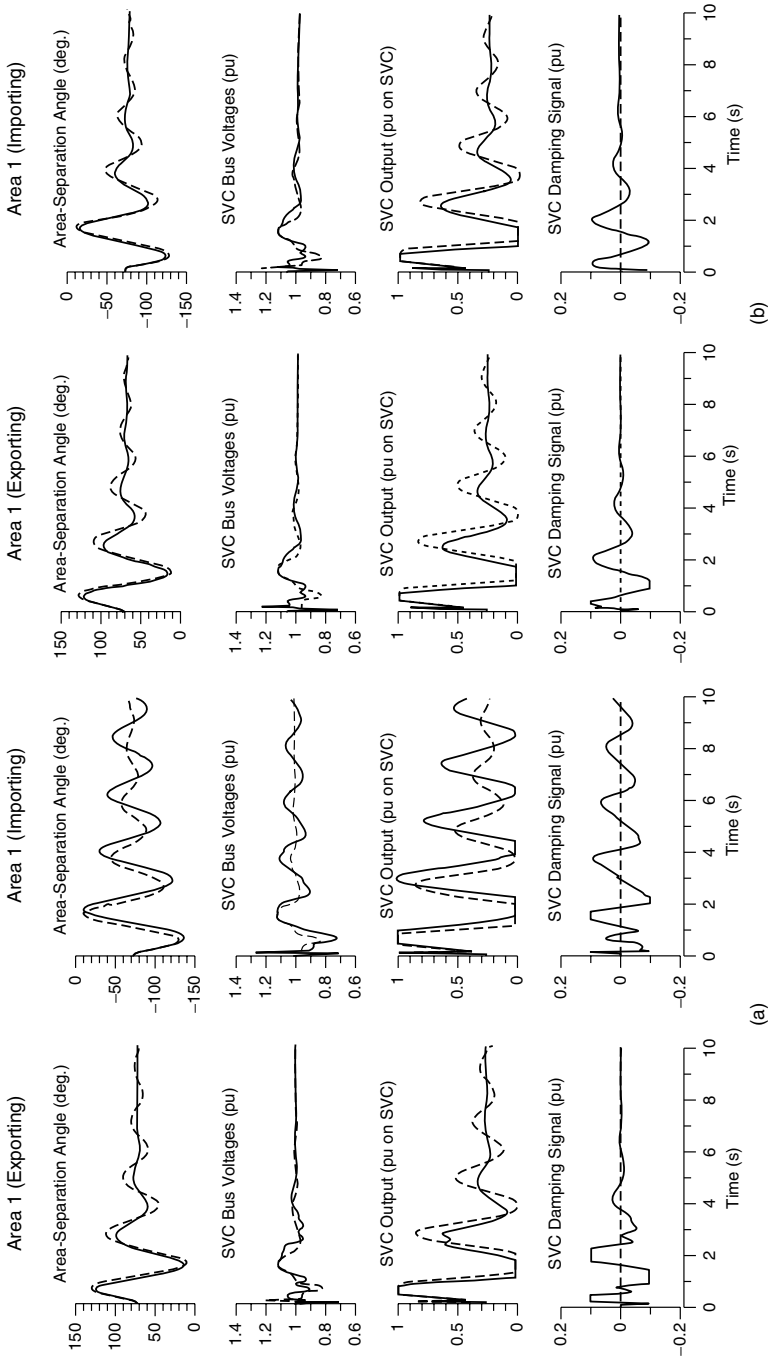 Area 1 (Exporting)
Area-Separation Angle (deg.)
150
100
50
0
SVC Bus Voltages (pu)
1.4
1.2
1
0.8
0.6
SVC Output (pu on SVC)
1
0.5
0
SVC Damping Signal (pu)
0.2
0
−0.2
0 2 4 6 8 10
Time (s)
Area 1 (Importing)
Area-Separation Angle (deg.)
0
−50
−100
−150
SVC Bus Voltages (pu)
1.4
1.2
1
0.8
0.6
SVC Output (pu on SVC)
1
0.5
0
SVC Damping Signal (pu)
0.2
0
−0.2
0 2 4 6 8 10
Time (s)
(a)
Area 1 (Exporting)
Area-Separation Angle (deg.)
150
100
50
0
SVC Bus Voltages (pu)
1.4
1.2
1
0.8
0.6
SVC Output (pu on SVC)
1
0.5
0
SVC Damping Signal (pu)
0.2
0
−0.2
0 2 4 6 8 10
Time (s)
Area 1 (Importing)
Area-Separation Angle (deg.)
0
−50
−100
−150
SVC Bus Voltages (pu)
1.4
1.2
1
0.8
0.6
SVC Output (pu on SVC)
1
0.5
0
SVC Damping Signal (pu)
0.2
0
−0.2
0 2 4 6 8 10
Time (s)
(b)